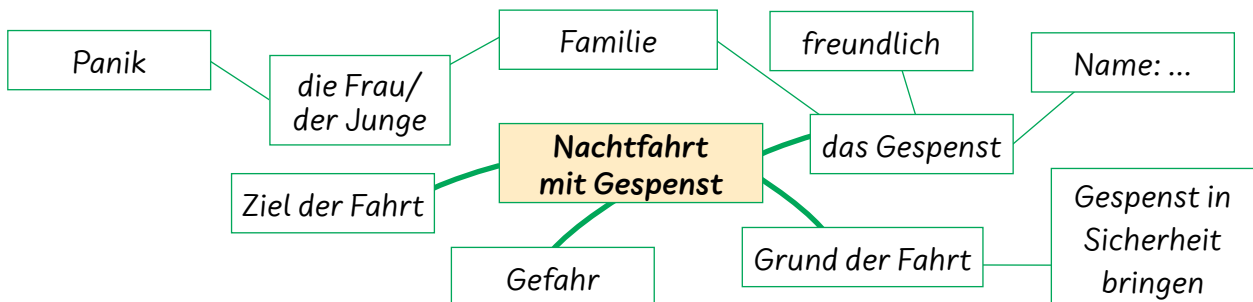 Panik
die Frau/
der Junge
Familie
freundlich
Name: ...
Nachtfahrt
mit Gespenst
das Gespenst
Ziel der Fahrt
Gefahr
Grund der Fahrt
Gespenst in
Sicherheit
bringen